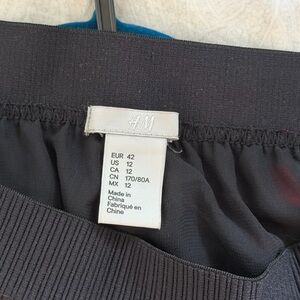 H&M
EUR 42
US 12
CA 12
CN 170/80A
MX 12
Made in
China
Fabriqué en
Chine